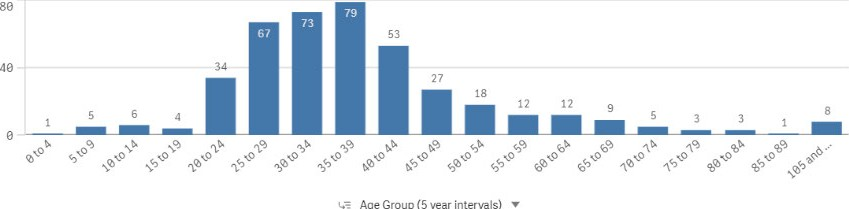 80
79
73
67
53
40
34
27
18
12
12
9
8
6
5
5
4
3
3
1
1
0
0 to 4
5 to 9
10 to 14
15 to 19
20 to 24
25 to 29
30 to 34
35 to 39
40 to 44
45 to 49
50 to 54
55 to 59
60 to 64
65 to 69
70 to 74
75 to 79
80 to 84
85 to 89
105 and...
Age Group (5 year intervals)